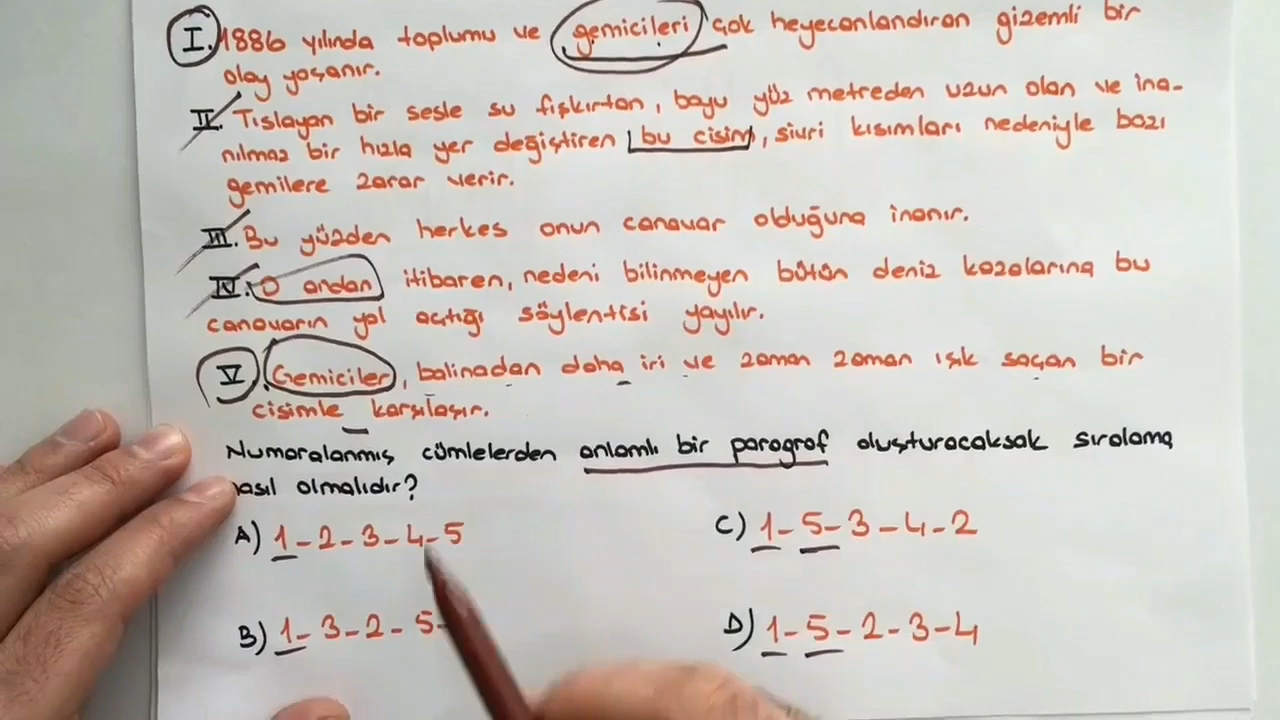 I. 1886 yılında toplumu ve gemicileri çok heyecanlandıran gizemli bir
olay yaşanır.
II. Tıslayan bir sesle su fışkırtan, boyu yüz metreden uzun olan ve ina-
nılmaz bir hızla yer değiştiren bu cisim, sivri kısımları nedeniyle bazı
gemilere zarar verir.
III. Bu yüzden herkes onun canavar olduğuna inanır.
IV. O andan itibaren, nedeni bilinmeyen bütün deniz kazalarına bu
canavarın yol açtığı söylentisi yayılır.
V. Gemiciler, balinadan daha iri ve zaman zaman ışık saçan bir
cisimle karşılaşır.
Numaralanmış cümlelerden anlamlı bir paragraf oluşturacaksak sıralama
nasıl olmalıdır?
A) 1-2-3-4-5
C) 1-5-3-4-2
B) 1-3-2-5-
D) 1-5-2-3-4